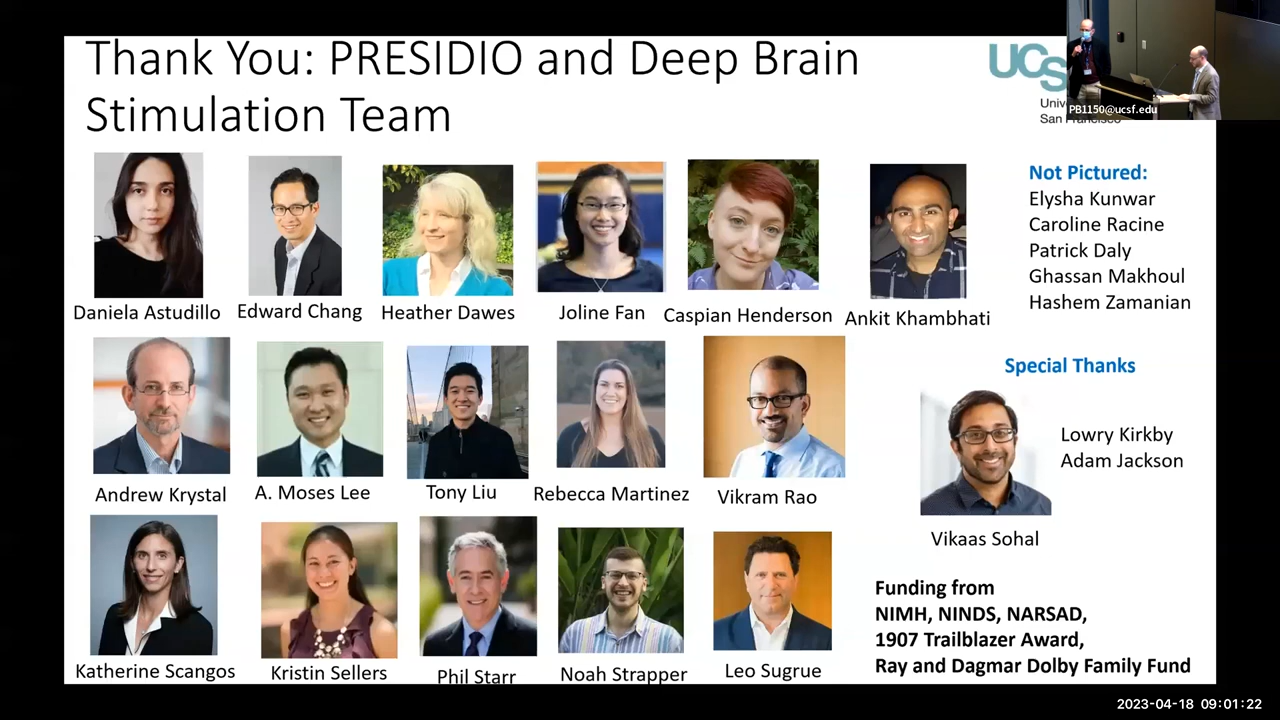 Thank You: PRESIDIO and Deep Brain
Stimulation Team
UCS
Univ
San Francisco
PB1150@ucsf.edu
Daniela Astudillo
Edward Chang
Heather Dawes
Joline Fan
Caspian Henderson
Ankit Khambhati
Not Pictured:
Elysha Kunwar
Caroline Racine
Patrick Daly
Ghassan Makhoul
Hashem Zamanian
Andrew Krystal
A. Moses Lee
Tony Liu
Rebecca Martinez
Vikram Rao
Special Thanks
Lowry Kirkby
Adam Jackson
Vikaas Sohal
Katherine Scangos
Kristin Sellers
Phil Starr
Noah Strapper
Leo Sugrue
Funding from
NIMH, NINDS, NARSAD,
1907 Trailblazer Award,
Ray and Dagmar Dolby Family Fund
2023-04-18 09:01:22